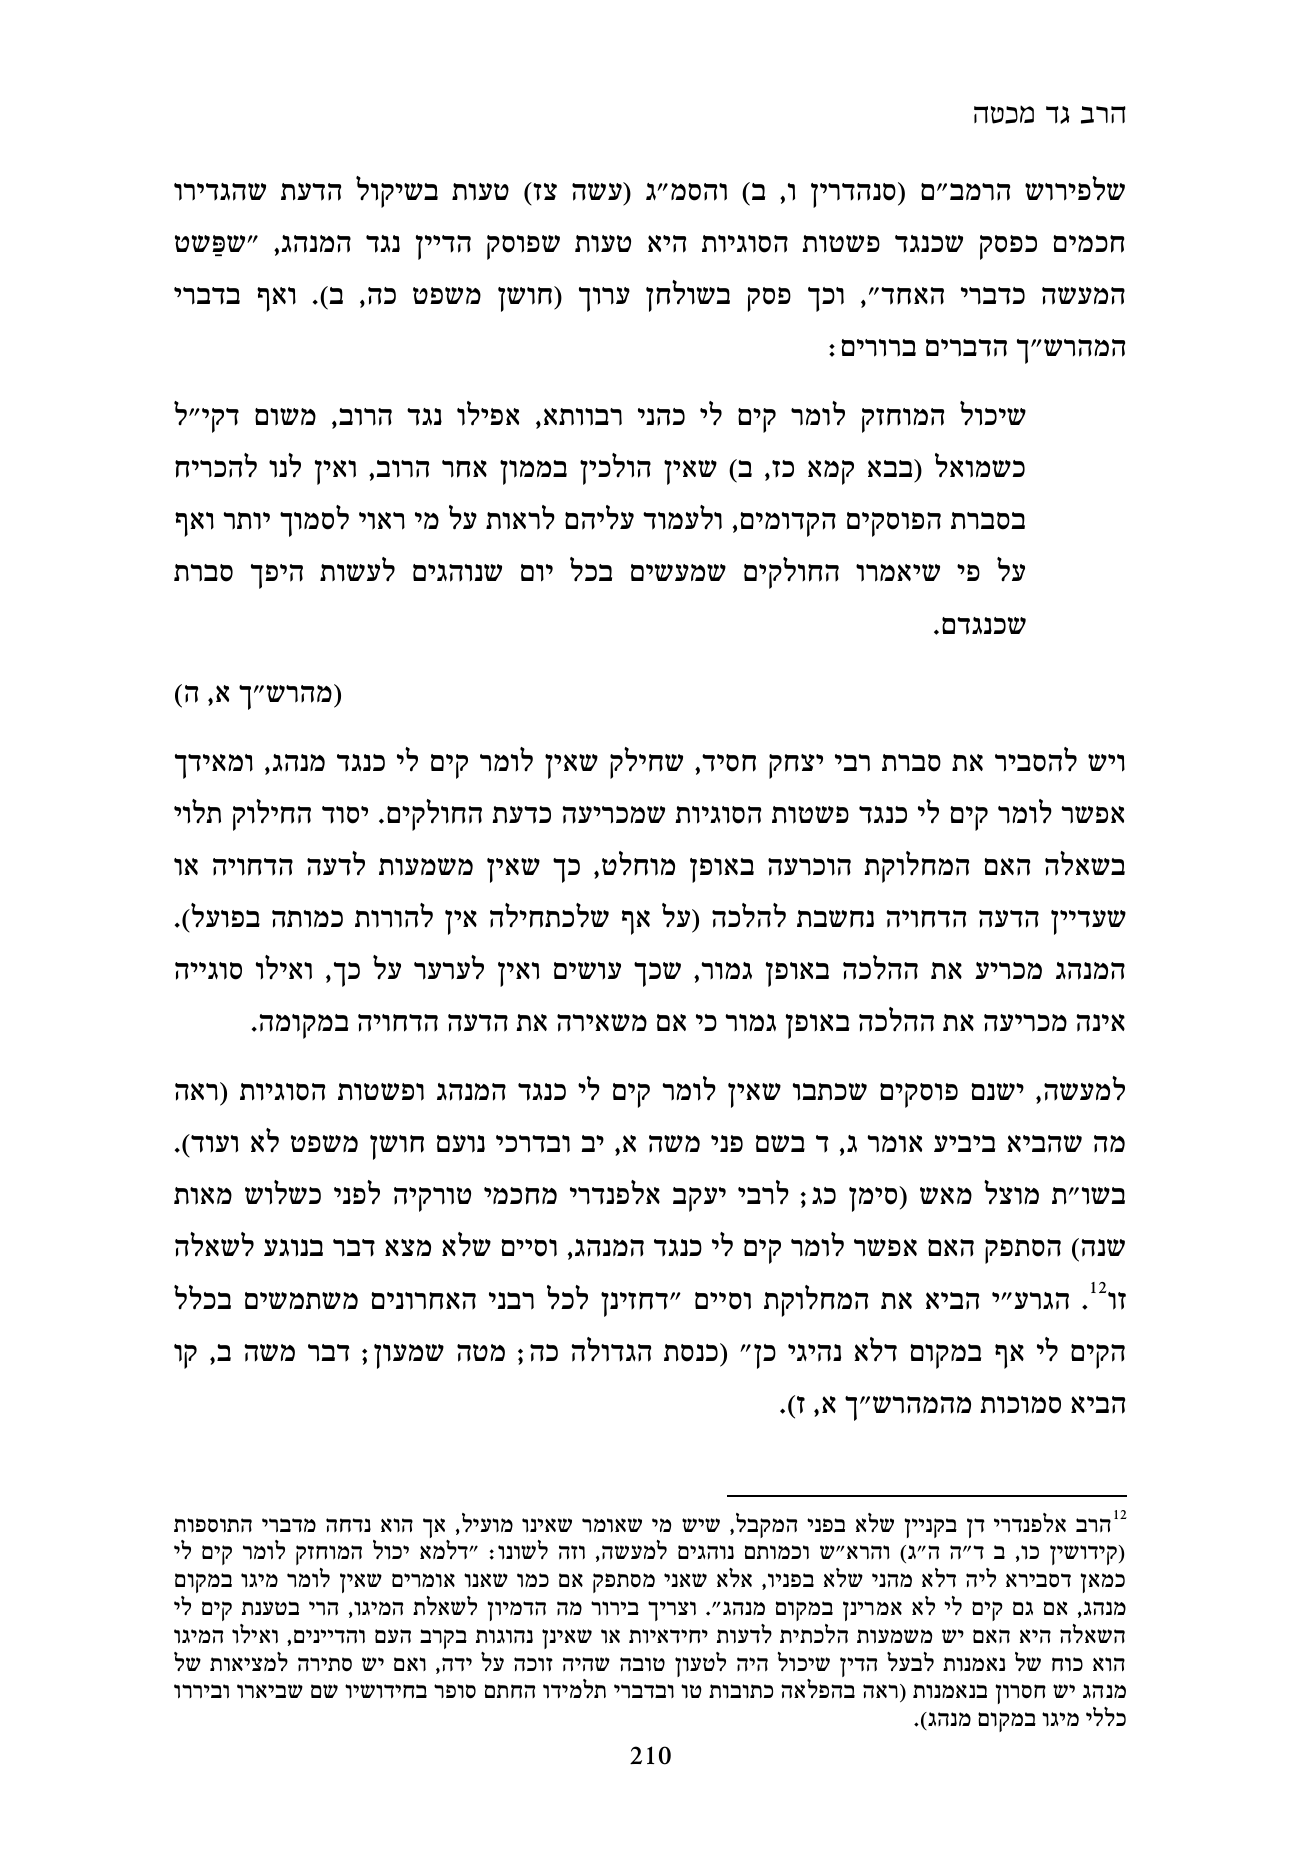 הרב גד מכטה
שלפירוש הרמב״ם (סנהדרין ו, ב) והסמ״ג (עשה צז) טעות בשיקול הדעת שהגדירו
חכמים כפסק שכנגד פשטות הסוגיות היא טעות שפוסק הדיין נגד המנהג, ״שפַּשט
המעשה כדברי האחד״, וכך פסק בשולחן ערוך (חושן משפט כה, ב). ואף בדברי
המהרש״ך הדברים ברורים:
שיכול המוחזק לומר קים לי כהני רבוותא, אפילו נגד הרוב, משום דקי״ל
כשמואל (בבא קמא כז, ב) שאין הולכין בממון אחר הרוב, ואין לנו להכריח
בסברת הפוסקים הקדומים, ולעמוד עליהם לראות על מי ראוי לסמוך יותר ואף
על פי שיאמרו החולקים שמעשים בכל יום שנוהגים לעשות היפך סברת
שכנגדם.
(מהרש״ך א, ה)
ויש להסביר את סברת רבי יצחק חסיד, שחילק שאין לומר קים לי כנגד מנהג, ומאידך
אפשר לומר קים לי כנגד פשטות הסוגיות שמכריעה כדעת החולקים. יסוד החילוק תלוי
בשאלה האם המחלוקת הוכרעה באופן מוחלט, כך שאין משמעות לדעה הדחויה או
שעדיין הדעה הדחויה נחשבת להלכה (על אף שלכתחילה אין להורות כמותה בפועל).
המנהג מכריע את ההלכה באופן גמור, שכך עושים ואין לערער על כך, ואילו סוגייה
אינה מכריעה את ההלכה באופן גמור כי אם משאירה את הדעה הדחויה במקומה.
למעשה, ישנם פוסקים שכתבו שאין לומר קים לי כנגד המנהג ופשטות הסוגיות (ראה
מה שהביא ביביע אומר ג, ד בשם פני משה א, יב ובדרכי נועם חושן משפט לא ועוד).
בשו״ת מוצל מאש (סימן כג; לרבי יעקב אלפנדרי מחכמי טורקיה לפני כשלוש מאות
שנה) הסתפק האם אפשר לומר קים לי כנגד המנהג, וסיים שלא מצא דבר בנוגע לשאלה
זו12. הגרע״י הביא את המחלוקת וסיים ״דחזינן לכל רבני האחרונים משתמשים בכלל
הקים לי אף במקום דלא נהיגי כן״ (כנסת הגדולה כה; מטה שמעון; דבר משה ב, קו
הביא סמוכות מהמהרש״ך א, ז).
12הרב אלפנדרי דן בקניין שלא בפני המקבל, שיש מי שאומר שאינו מועיל, אך הוא נדחה מדברי התוספות
(קידושין כו, ב ד״ה ה״ג) והרא״ש וכמותם נוהגים למעשה, וזה לשונו: ״דלמא יכול המוחזק לומר קים לי
כמאן דסבירא ליה דלא מהני שלא בפניו, אלא שאני מסתפק אם כמו שאנו אומרים שאין לומר מיגו במקום
מנהג, אם גם קים לי לא אמרינן במקום מנהג״. וצריך בירור מה הדמיון לשאלת המיגו, הרי בטענת קים לי
השאלה היא האם יש משמעות הלכתית לדעות יחידאיות או שאינן נהוגות בקרב העם והדיינים, ואילו המיגו
הוא כוח של נאמנות לבעל הדין שיכול היה לטעון טובה שהיה זוכה על ידה, ואם יש סתירה למציאות של
מנהג יש חסרון בנאמנות (ראה בהפלאה כתובות טו ובדברי תלמידו החתם סופר בחידושיו שם שביארו וביררו
כללי מיגו במקום מנהג).
210